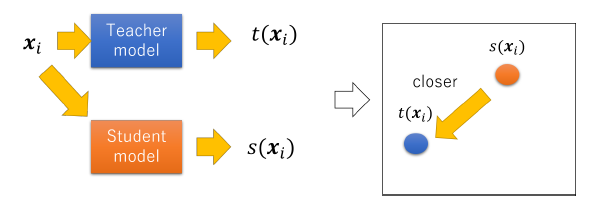 𝒙ᵢ
Teacher
model
t(𝒙ᵢ)
Student
model
s(𝒙ᵢ)
s(𝒙ᵢ)
closer
t(𝒙ᵢ)